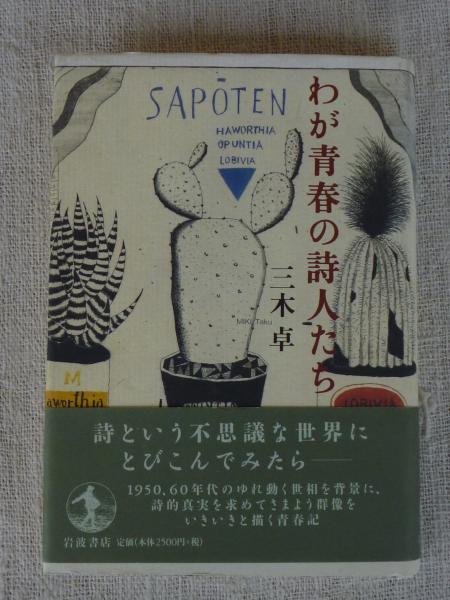 SAPŌTEN
HAWORTHIA
OPUNTIA
LOBIVIA
わが青春の詩人たち
三木卓
Miki Taku
M
aworthia
LOBIVIA
詩という不思議な世界に
とびこんでみたら——
1950、60年代のゆれ動く世相を背景に、
詩的真実を求めてさまよう群像を
いきいきと描く青春記
岩波書店 定価(本体2500円+税)